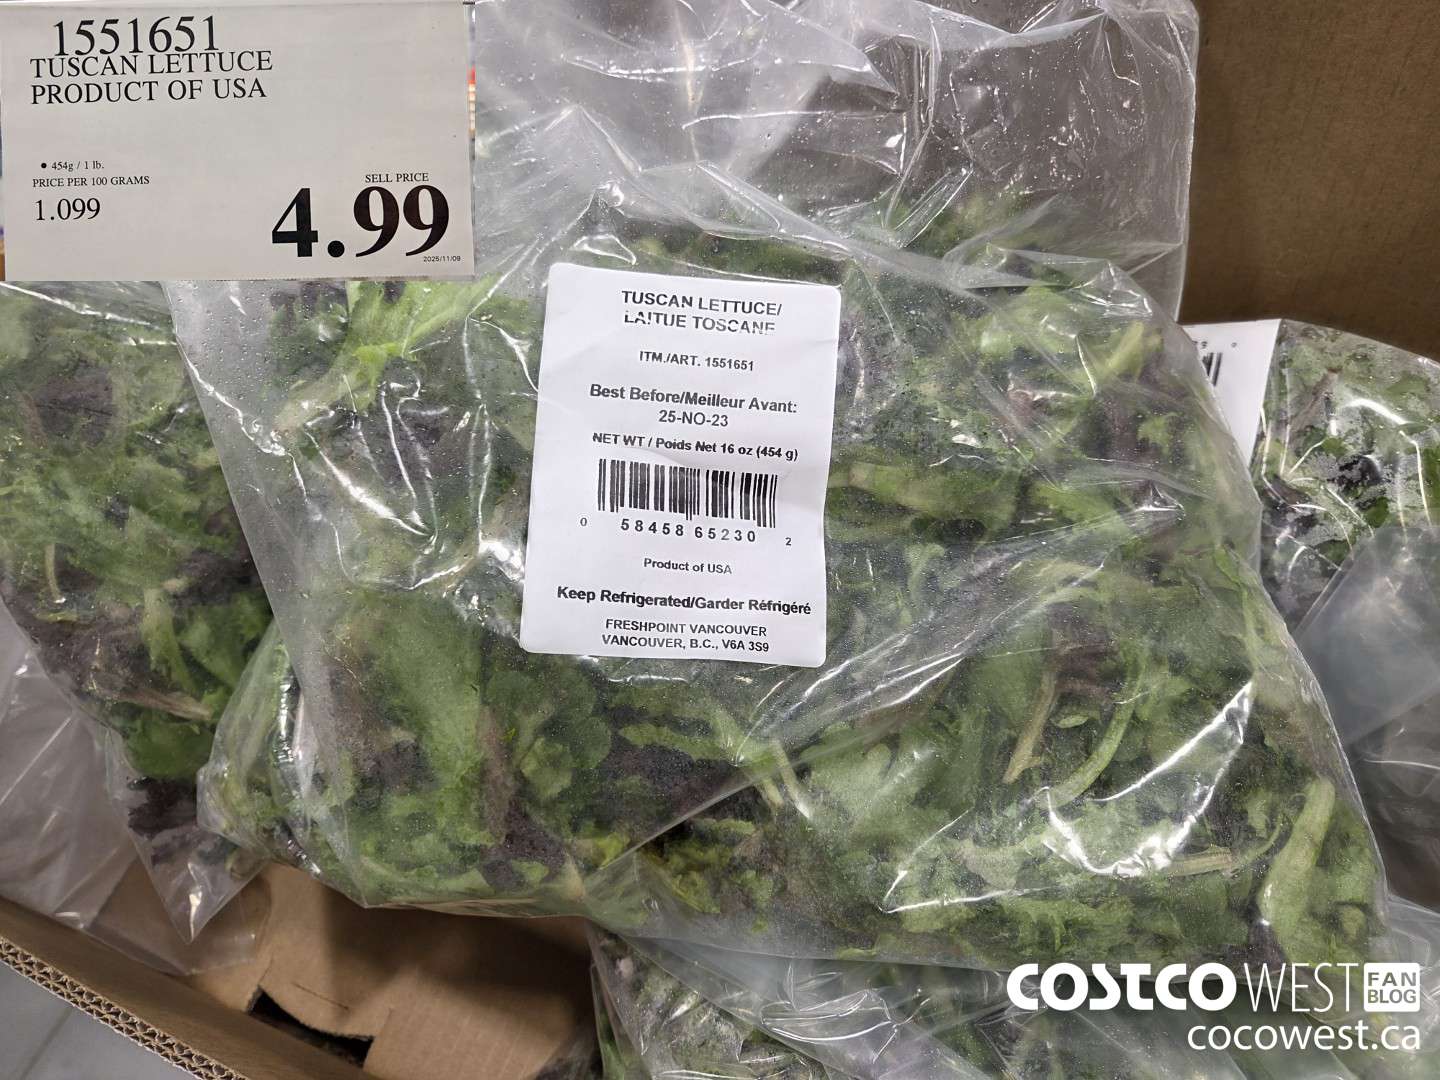 1551651
TUSCAN LETTUCE
PRODUCT OF USA
• 454g / 1 lb.
PRICE PER 100 GRAMS
1.099
SELL PRICE
4.99
2025/11/09
TUSCAN LETTUCE/
LAITUE TOSCANE
ITM./ART. 1551651
Best Before/Meilleur Avant:
25-NO-23
NET WT / Poids Net 16 oz (454 g)
0 58458 65230 2
Product of USA
Keep Refrigerated/Garder Réfrigéré
FRESHPOINT VANCOUVER
VANCOUVER, B.C., V6A 3S9
COSTCO WEST FAN BLOG
cocowest.ca